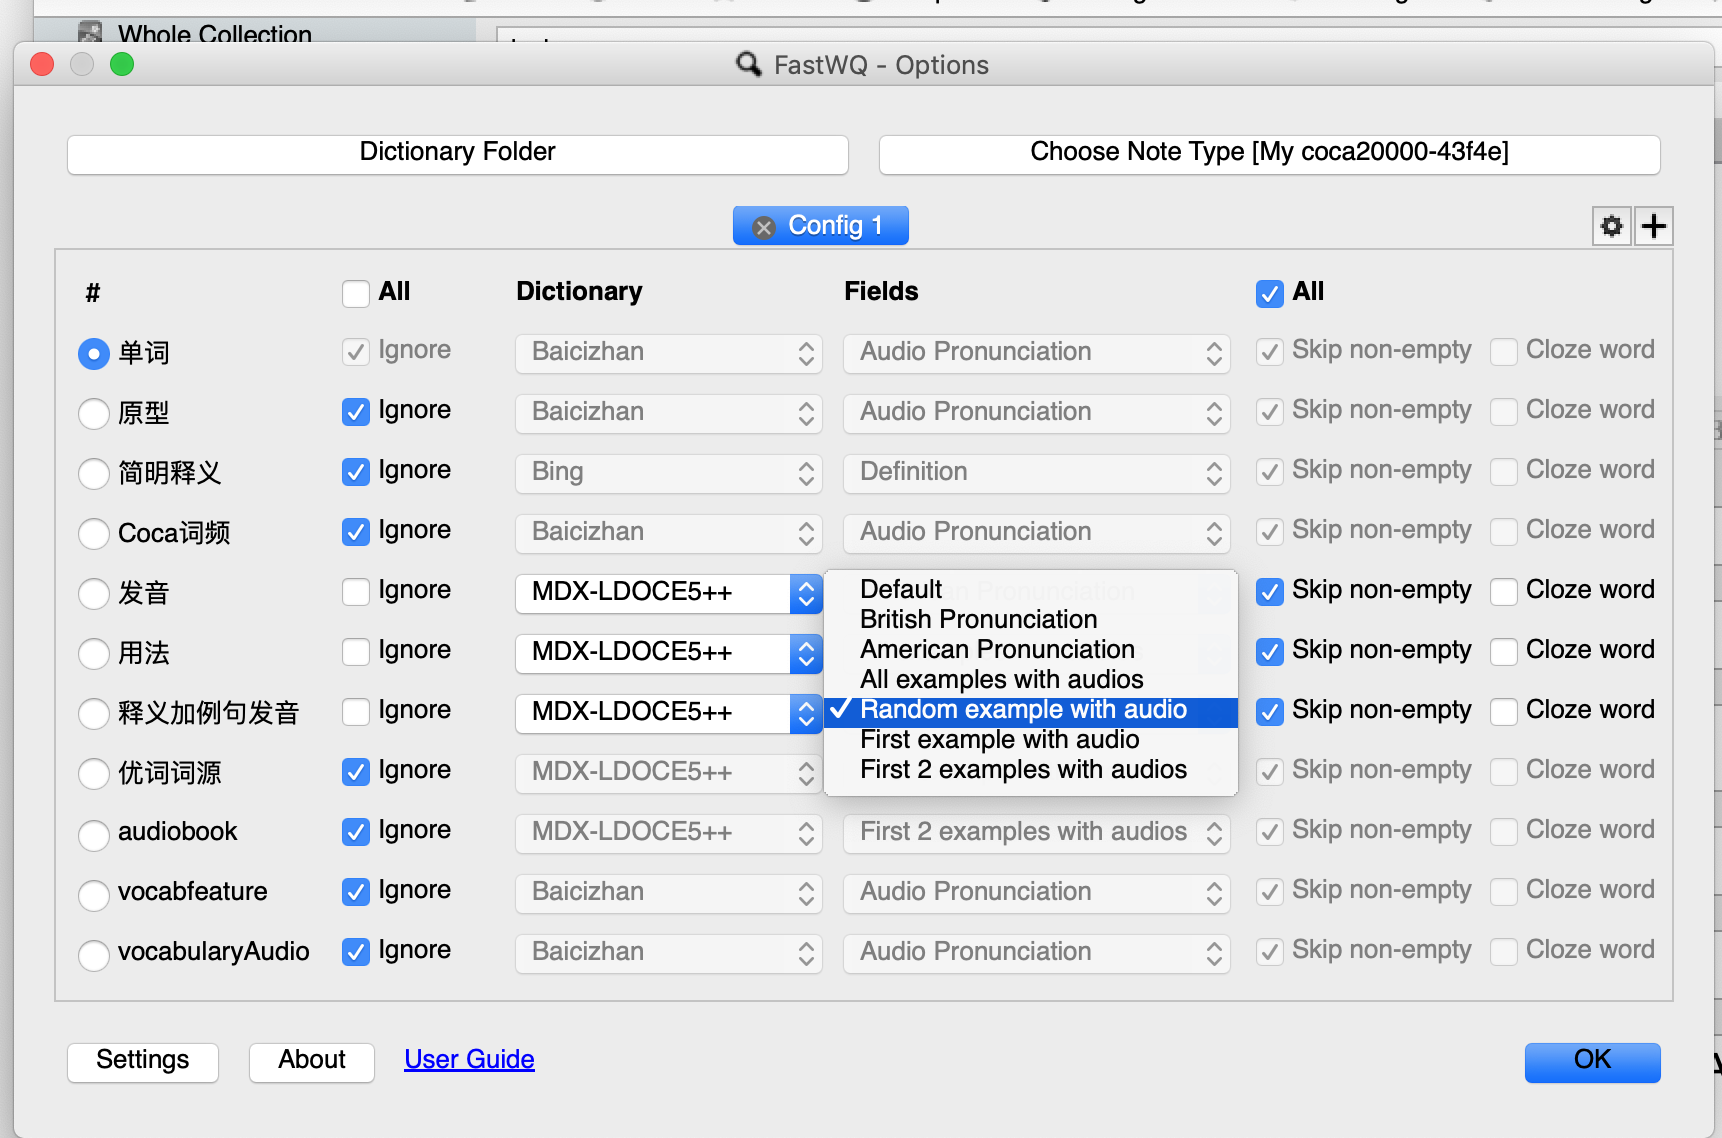 Whole Collection
FastWQ - Options
Dictionary Folder
Choose Note Type [My coca20000-43f4e]
Config 1
# All Dictionary Fields All
单词 Ignore Baicizhan Audio Pronunciation Skip non-empty Cloze word
原型 Ignore Baicizhan Audio Pronunciation Skip non-empty Cloze word
简明释义 Ignore Bing Definition Skip non-empty Cloze word
Coca词频 Ignore Baicizhan Audio Pronunciation Skip non-empty Cloze word
发音 Ignore MDX-LDOCE5++ Default Skip non-empty Cloze word
British Pronunciation
用法 Ignore MDX-LDOCE5++ American Pronunciation Skip non-empty Cloze word
All examples with audios
释义加例句发音 Ignore MDX-LDOCE5++ Random example with audio Skip non-empty Cloze word
First example with audio
优词词源 Ignore MDX-LDOCE5++ First 2 examples with audios Skip non-empty Cloze word
audiobook Ignore MDX-LDOCE5++ First 2 examples with audios Skip non-empty Cloze word
vocabfeature Ignore Baicizhan Audio Pronunciation Skip non-empty Cloze word
vocabularyAudio Ignore Baicizhan Audio Pronunciation Skip non-empty Cloze word
Settings About User Guide OK